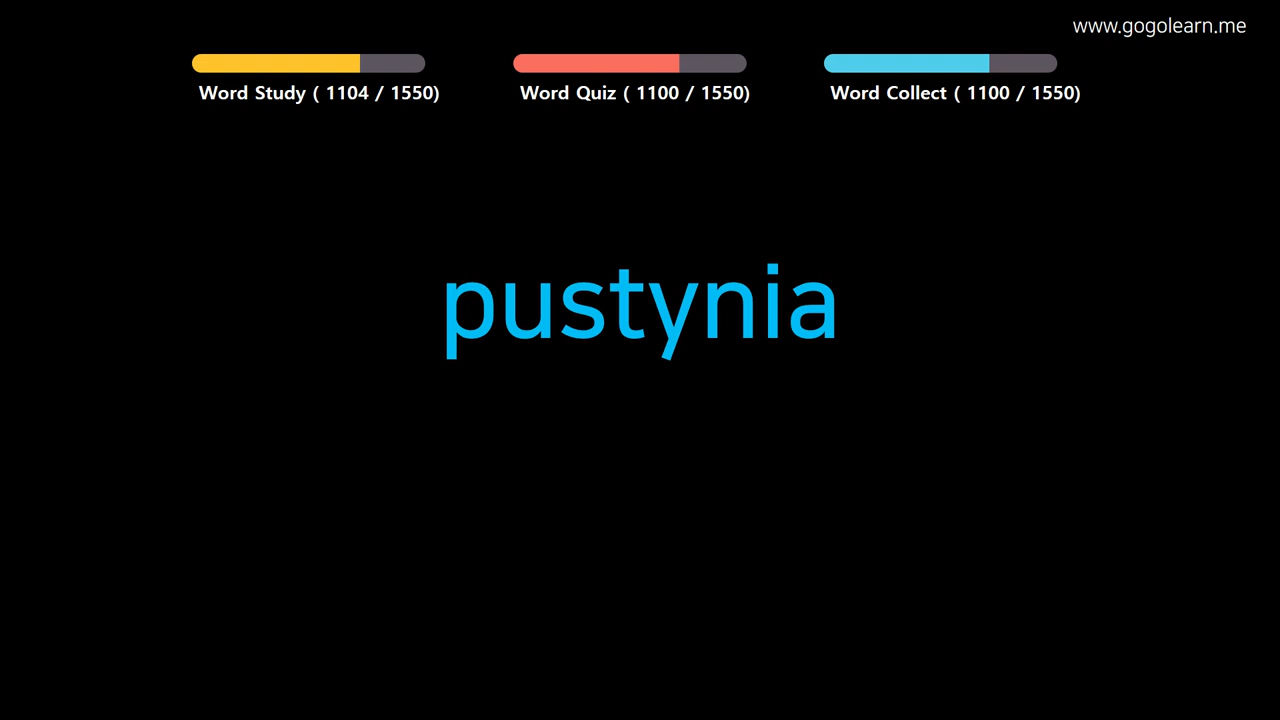 www.gogolearn.me
Word Study ( 1104 / 1550)
Word Quiz ( 1100 / 1550)
Word Collect ( 1100 / 1550)
pustynia